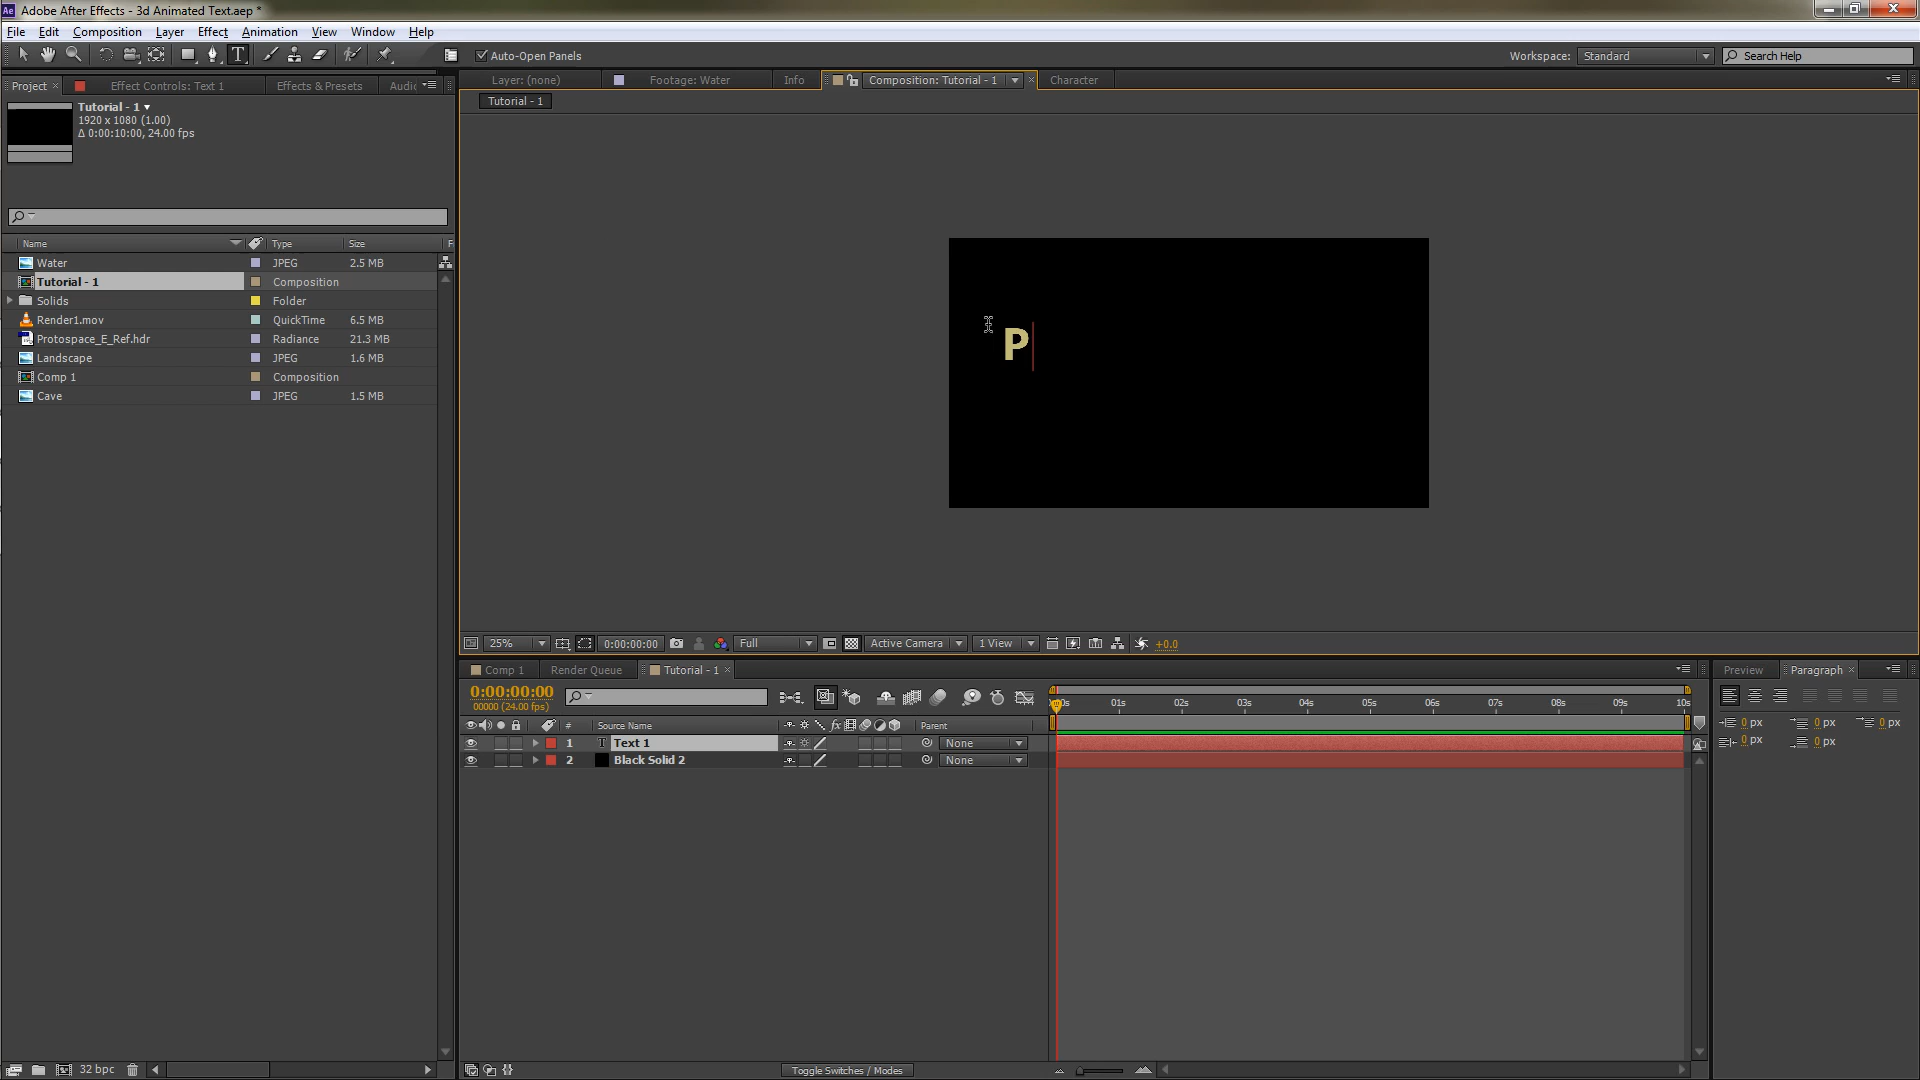 Adobe After Effects - 3d Animated Text.aep *
File Edit Composition Layer Effect Animation View Window Help
Auto-Open Panels
Workspace: Standard
Search Help
Project
Effect Controls: Text 1
Effects & Presets
Audio
Layer: (none)
Footage: Water
Info
Composition: Tutorial - 1
Character
Tutorial - 1
1920 x 1080 (1.00)
Δ 0:00:10:00, 24.00 fps
Tutorial - 1
Name Type Size F
Water JPEG 2.5 MB
Tutorial - 1 Composition
Solids Folder
Render1.mov QuickTime 6.5 MB
Protospace_E_Ref.hdr Radiance 21.3 MB
Landscape JPEG 1.6 MB
Comp 1 Composition
Cave JPEG 1.5 MB
P
25% 0:00:00:00 Full Active Camera 1 View +0.0
Comp 1 Render Queue Tutorial - 1
Preview Paragraph
0:00:00:00
00000 (24.00 fps)
01s 02s 03s 04s 05s 06s 07s 08s 09s 10s
# Source Name fx Parent
1 T Text 1 None
2 Black Solid 2 None
0 px 0 px 0 px
0 px 0 px
32 bpc
Toggle Switches / Modes